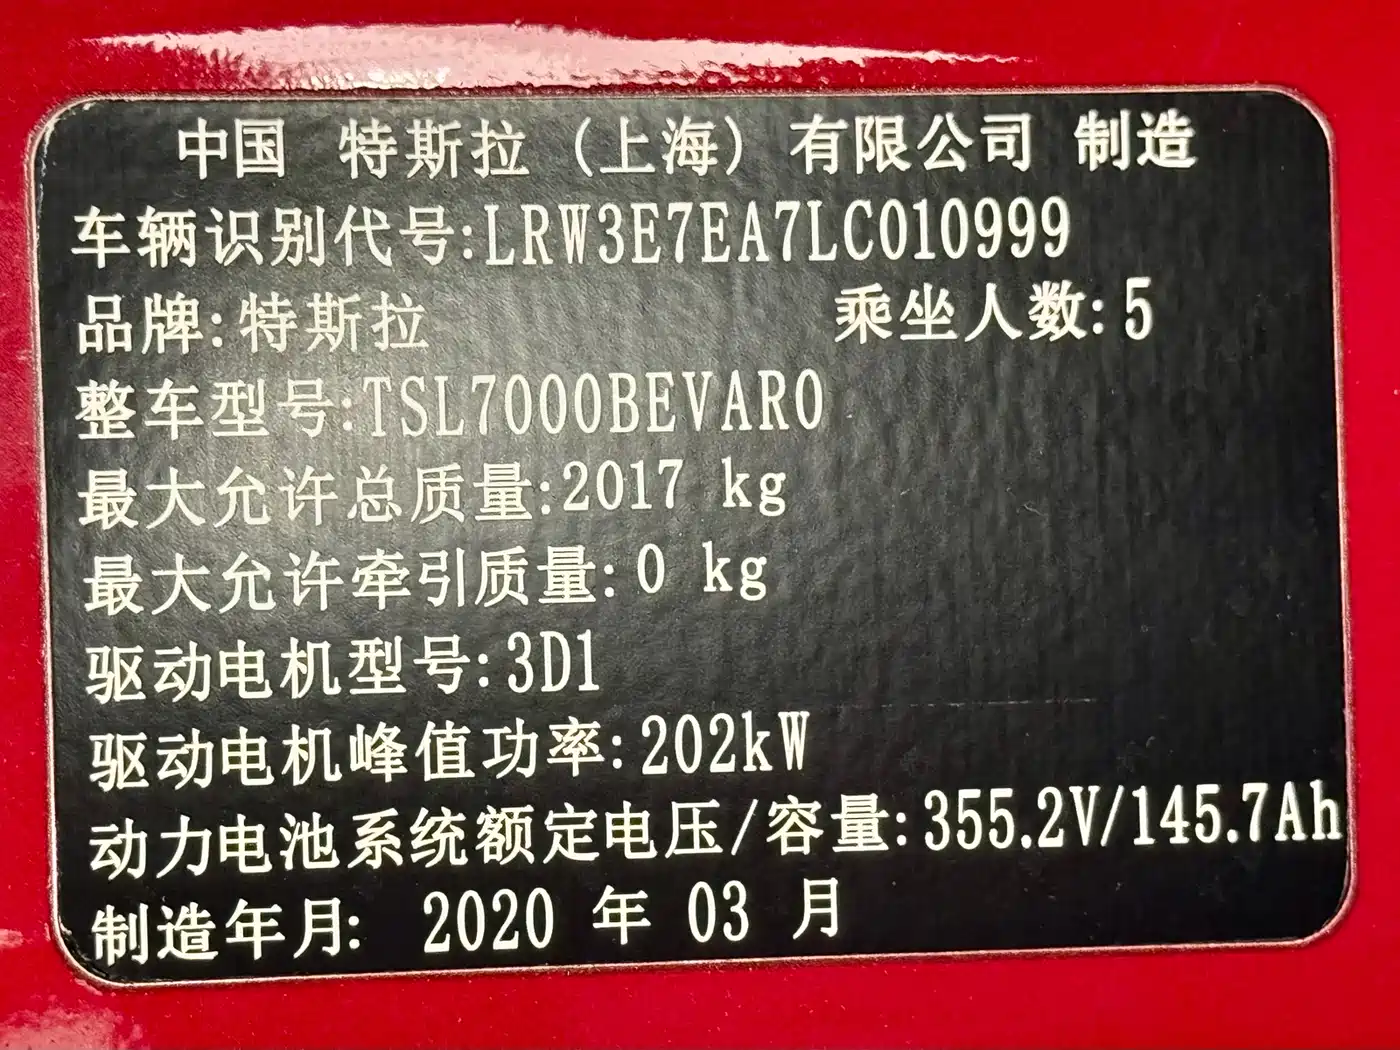 中国 特斯拉（上海）有限公司 制造
车辆识别代号:LRW3E7EA7LC010999
品牌:特斯拉 乘坐人数:5
整车型号:TSL7000BEVAR0
最大允许总质量:2017 kg
最大允许牵引质量:0 kg
驱动电机型号:3D1
驱动电机峰值功率:202kW
动力电池系统额定电压/容量:355.2V/145.7Ah
制造年月: 2020 年 03 月